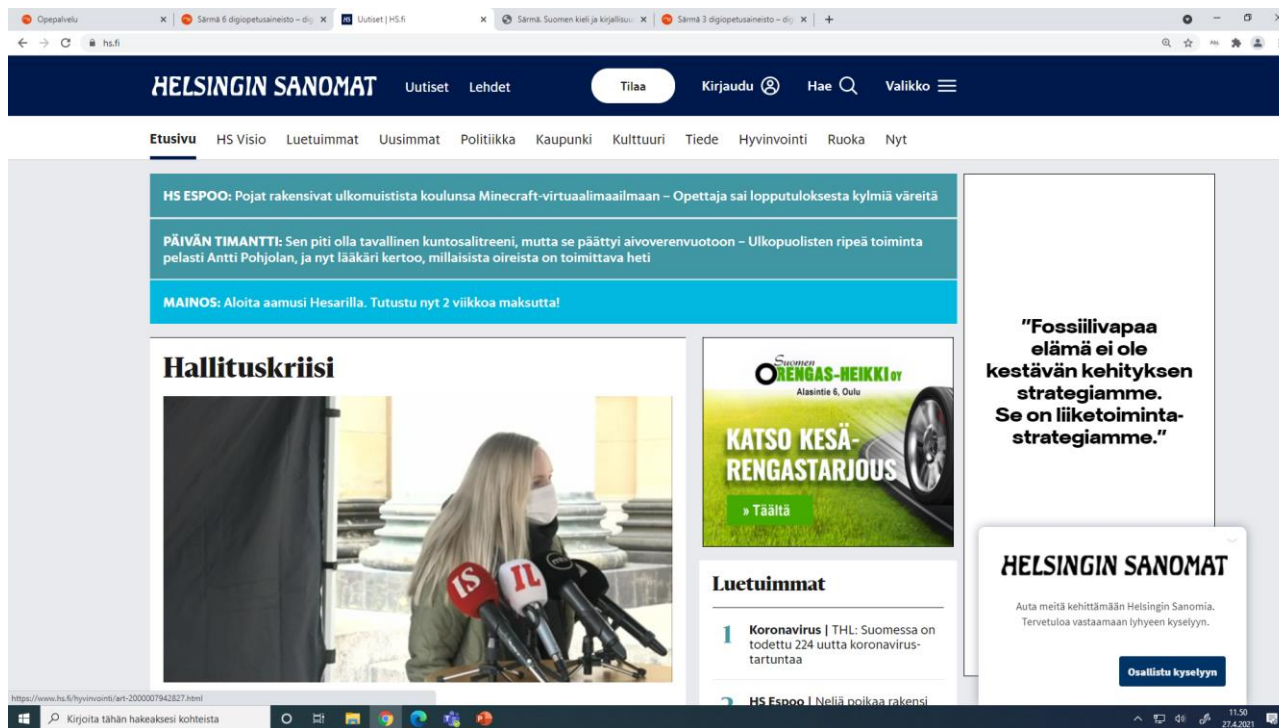 Opepalvelu
Särmä 6 digiopetusaineisto – dig
Uutiset | HS.fi
Särmä. Suomen kieli ja kirjallisuu
Särmä 3 digiopetusaineisto – dig
hs.fi
HELSINGIN SANOMAT Uutiset Lehdet Tilaa Kirjaudu Hae Valikko
Etusivu HS Visio Luetuimmat Uusimmat Politiikka Kaupunki Kulttuuri Tiede Hyvinvointi Ruoka Nyt
HS ESPOO: Pojat rakensivat ulkomuistista koulunsa Minecraft-virtuaalimaailmaan – Opettaja sai lopputuloksesta kylmiä väreitä
PÄIVÄN TIMANTTI: Sen piti olla tavallinen kuntosalitreeni, mutta se päättyi aivoverenvuotoon – Ulkopuolisten ripeä toiminta
pelasti Antti Pohjolan, ja nyt lääkäri kertoo, millaisista oireista on toimittava heti
MAINOS: Aloita aamusi Hesarilla. Tutustu nyt 2 viikkoa maksutta!
Hallituskriisi
IS
IL
Suomen
RENGAS-HEIKKI OY
Alasintie 6, Oulu
KATSO KESÄ-
RENGASTARJOUS
» Täältä
Luetuimmat
1 Koronavirus | THL: Suomessa on
todettu 224 uutta koronavirus-
tartuntaa
2 HS Espoo | Neljä poikaa rakensi
"Fossiilivapaa
elämä ei ole
kestävän kehityksen
strategiamme.
Se on liiketoiminta-
strategiamme."
HELSINGIN SANOMAT
Auta meitä kehittämään Helsingin Sanomia.
Tervetuloa vastaamaan lyhyeen kyselyyn.
Osallistu kyselyyn
https://www.hs.fi/hyvinvointi/art-2000007942827.html
Kirjoita tähän hakeaksesi kohteista
11.50
27.4.2021